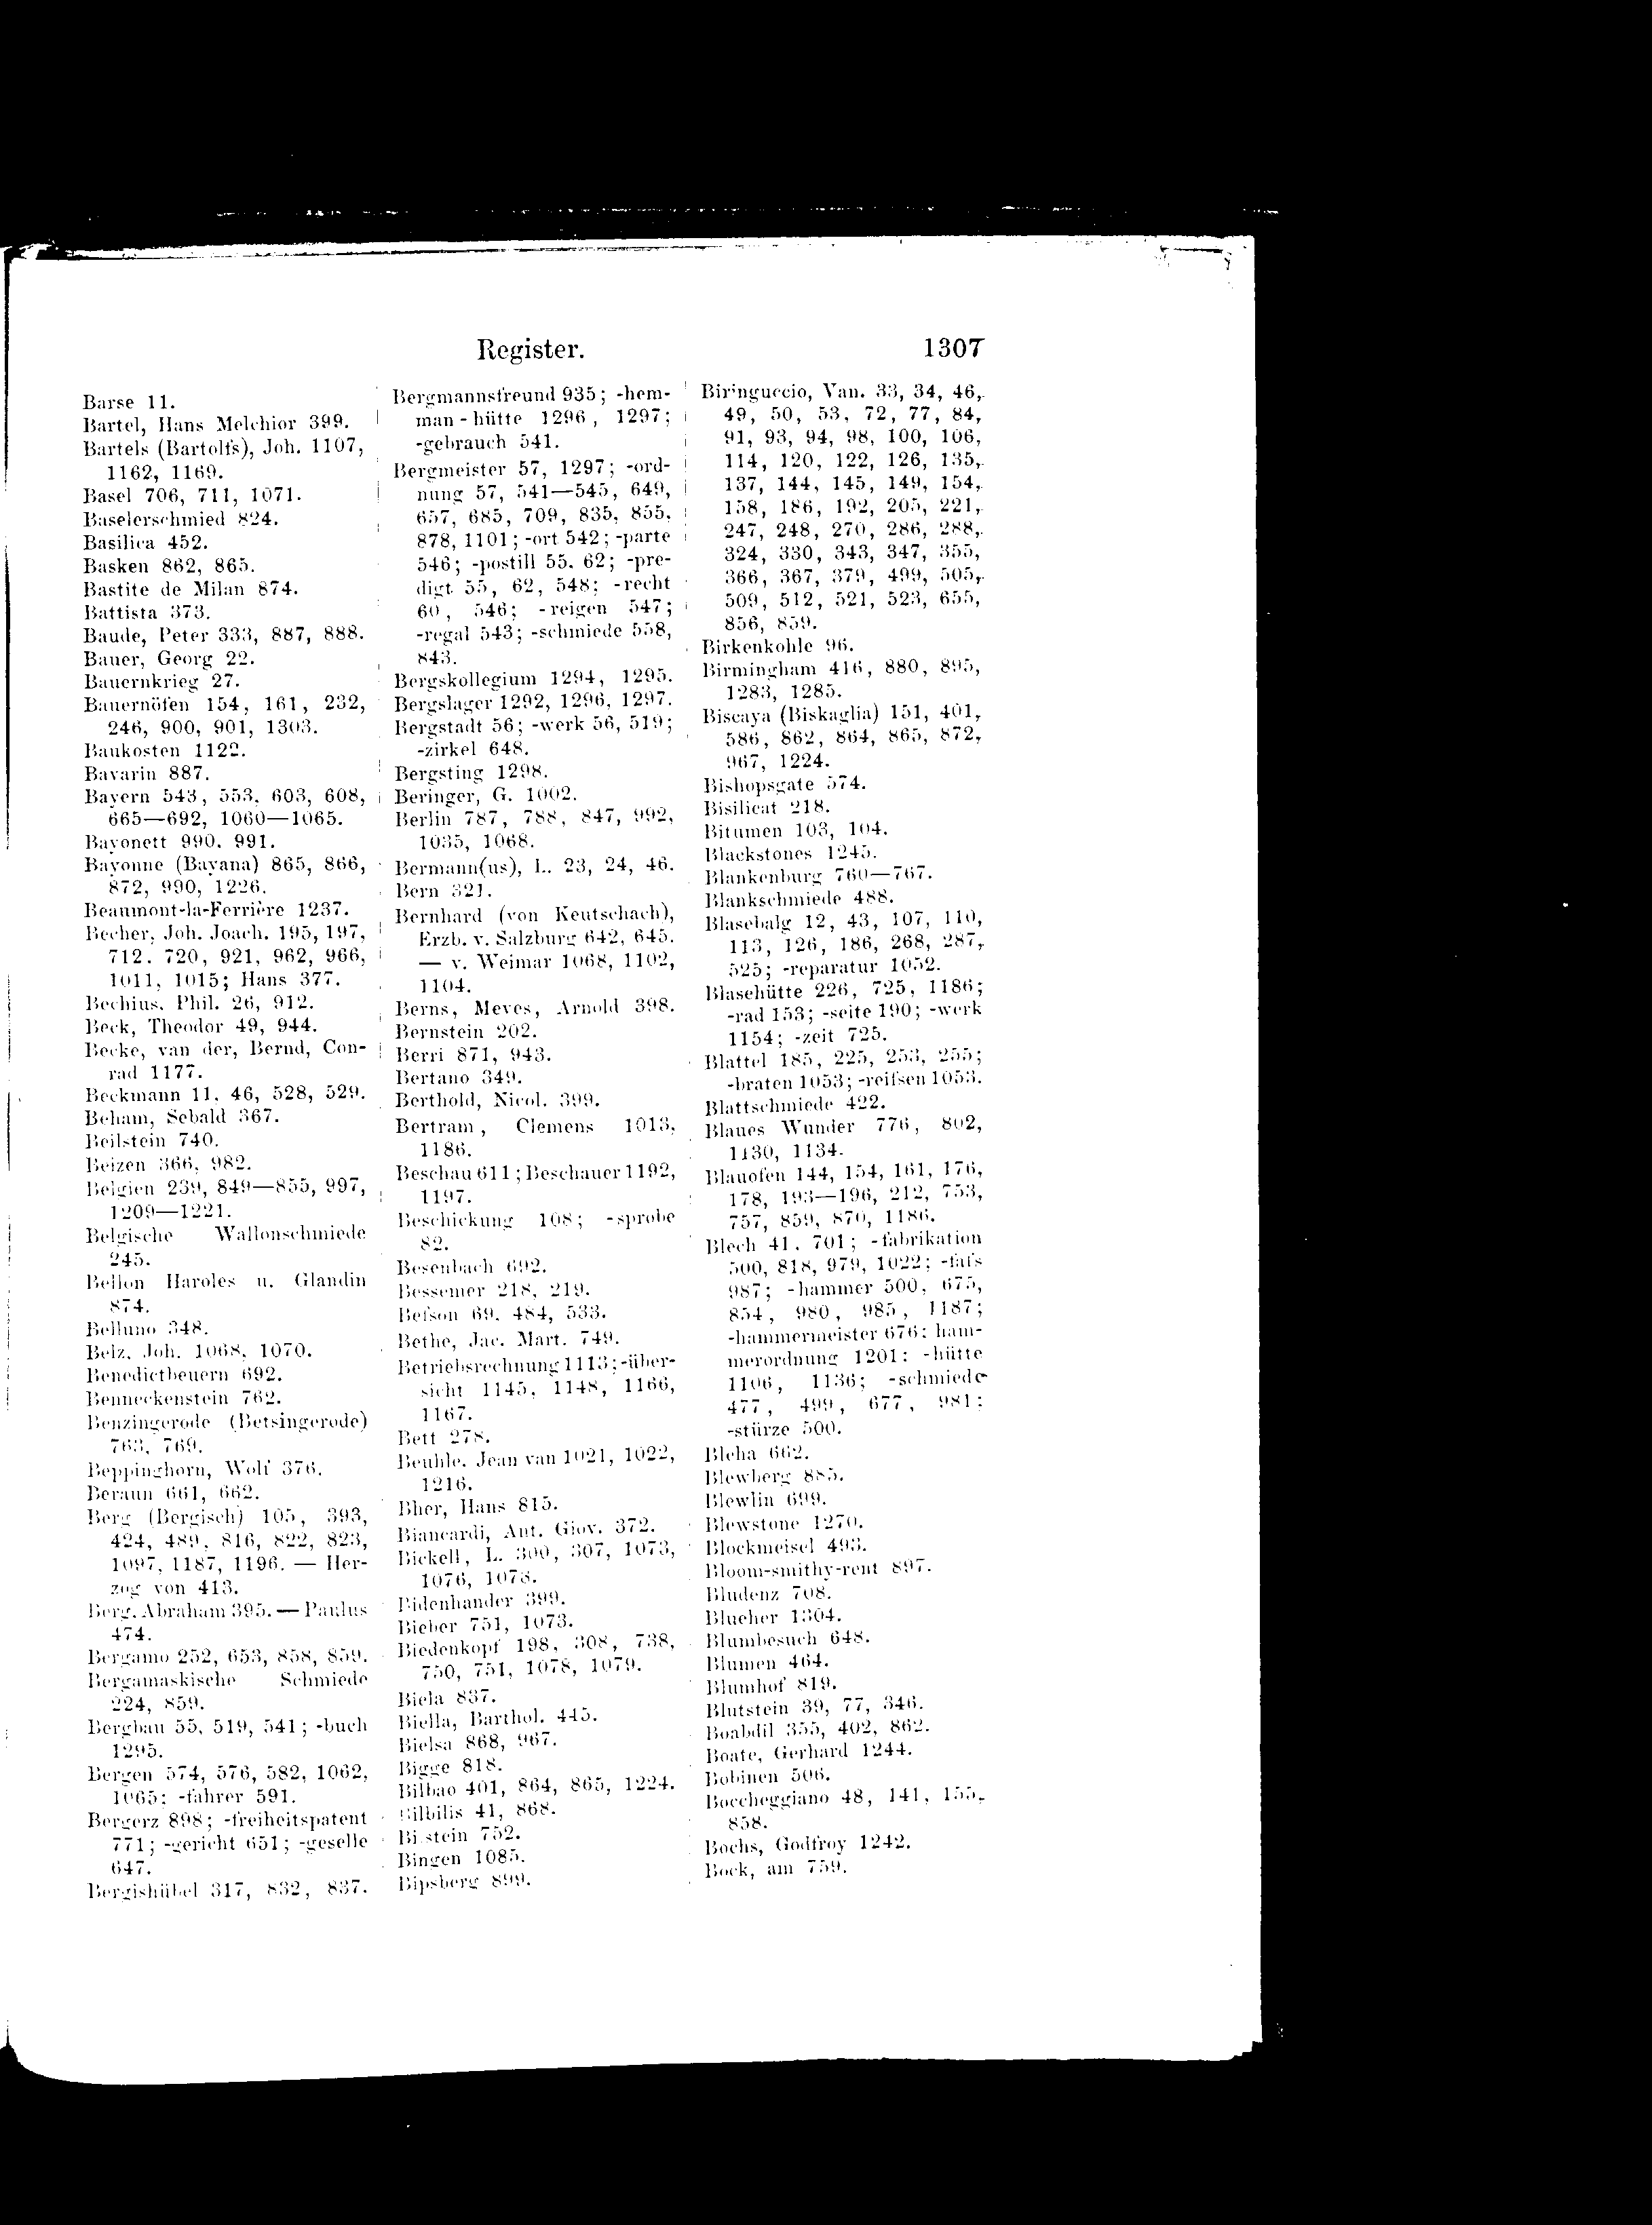 Register.
1307
Barse 11.
Bartel, Hans Melchior 399.
Bartels (Bartolfs), Joh. 1107,
1162, 1169.
Basel 706, 711, 1071.
Baselerschmied 824.
Basilica 452.
Basken 862, 865.
Bastite de Milan 874.
Battista 373.
Baude, Peter 333, 887, 888.
Bauer, Georg 22.
Bauernkrieg 27.
Bauernöfen 154, 161, 232,
246, 900, 901, 1303.
Baukosten 1122.
Bavarin 887.
Bayern 543, 553, 603, 608,
665—692, 1060—1065.
Bayonett 990, 991.
Bayonne (Bayana) 865, 866,
872, 990, 1226.
Beaumont-la-Ferrière 1237.
Becher, Joh. Joach. 195, 197,
712, 720, 921, 962, 966,
1011, 1015; Hans 377.
Bechius, Phil. 26, 912.
Beck, Theodor 49, 944.
Becke, van der, Bernd, Con-
rad 1177.
Beckmann 11, 46, 528, 529.
Beham, Sebald 367.
Beilstein 740.
Beizen 366, 982.
Belgien 239, 849—855, 997,
1209—1221.
Belgische Wallonschmiede
245.
Bellon Haroles u. Glandin
874.
Belluno 348.
Belz, Joh. 1068, 1070.
Benedictbeuern 692.
Benneckenstein 762.
Benzingerode (Betsingerode)
763, 769.
Beppinghorn, Wolf 376.
Beraun 661, 662.
Berg (Bergisch) 105, 393,
424, 489, 816, 822, 823,
1097, 1187, 1196. — Her-
zog von 413.
Berg, Abraham 395. — Paulus
474.
Bergamo 252, 653, 858, 859.
Bergamaskische Schmiede
224, 859.
Bergbau 55, 519, 541; -buch
1295.
Bergen 574, 576, 582, 1062,
1065; -fahrer 591.
Bergerz 898; -freiheitspatent
771; -gericht 651; -geselle
647.
Bergishübel 317, 832, 837.
Bergmannsfreund 935; -hem-
man-hütte 1296, 1297;
-gebrauch 541.
Bergmeister 57, 1297; -ord-
nung 57, 541—545, 649,
657, 685, 709, 835, 855,
878, 1101; -ort 542; -parte
546; -postill 55, 62; -pre-
digt 55, 62, 548; -recht
60, 546; -reigen 547;
-regal 543; -schmiede 558,
843.
Bergskollegium 1294, 1295.
Bergslager 1292, 1296, 1297.
Bergstadt 56; -werk 56, 519;
-zirkel 648.
Bergsting 1298.
Beringer, G. 1002.
Berlin 787, 788, 847, 992,
1035, 1068.
Bermann(us), L. 23, 24, 46.
Bern 321.
Bernhard (von Keutschach),
Erzb. v. Salzburg 642, 645.
— v. Weimar 1068, 1102,
1104.
Berns, Meves, Arnold 398.
Bernstein 202.
Berri 871, 943.
Bertano 349.
Berthold, Nicol. 399.
Bertram, Clemens 1013,
1186.
Beschau 611; Beschauer 1192,
1197.
Beschickung 108; -sprobe
82.
Besenbach 692.
Bessemer 218, 219.
Befson 69, 484, 533.
Bethe, Jac. Mart. 749.
Betriebsrechnung 1113; -über-
sicht 1145, 1148, 1166,
1167.
Bett 278.
Beuhle, Jean van 1021, 1022,
1216.
Bher, Hans 815.
Biancardi, Ant. Giov. 372.
Bickell, L. 300, 307, 1073,
1076, 1078.
Bidenhander 399.
Bieber 751, 1073.
Biedenkopf 198, 308, 738,
750, 751, 1078, 1079.
Biela 837.
Biella, Barthol. 445.
Bielsa 868, 967.
Bigge 818.
Bilbao 401, 864, 865, 1224.
Bilbilis 41, 868.
Bilstein 752.
Bingen 1085.
Bipsberg 899.
Biringuccio, Van. 33, 34, 46,
49, 50, 53, 72, 77, 84,
91, 93, 94, 98, 100, 106,
114, 120, 122, 126, 135,
137, 144, 145, 149, 154,
158, 186, 192, 205, 221,
247, 248, 270, 286, 288,
324, 330, 343, 347, 355,
366, 367, 379, 499, 505,
509, 512, 521, 523, 655,
856, 859.
Birkenkohle 96.
Birmingham 416, 880, 895,
1283, 1285.
Biscaya (Biskaglia) 151, 401,
586, 862, 864, 865, 872,
967, 1224.
Bishopsgate 574.
Bisilicat 218.
Bitumen 103, 104.
Blackstones 1245.
Blankenburg 760—767.
Blankschmiede 488.
Blasebalg 12, 43, 107, 110,
113, 126, 186, 268, 287,
525; -reparatur 1052.
Blasehütte 226, 725, 1186;
-rad 153; -seite 190; -werk
1154; -zeit 725.
Blattel 185, 225, 253, 255;
-braten 1053; -reifsen 1053.
Blattschmiede 422.
Blaues Wunder 776, 802,
1130, 1134.
Blauofen 144, 154, 161, 176,
178, 193—196, 212, 753,
757, 859, 870, 1186.
Blech 41, 701; -fabrikation
500, 818, 979, 1022; -fafs
987; -hammer 500, 675,
854, 980, 985, 1187;
-hammermeister 676; ham-
merordnung 1201; -hütte
1106, 1136; -schmiede
477, 499, 677, 981;
-stürze 500.
Bleha 662.
Blewberg 885.
Blewlin 699.
Blewstone 1270.
Blockmeisel 493.
Bloom-smithy-rent 897.
Bludenz 708.
Blueher 1304.
Blumbesuch 648.
Blumen 464.
Blumhof 819.
Blutstein 39, 77, 346.
Boabdil 355, 402, 862.
Boate, Gerhard 1244.
Bobinen 506.
Boccheggiano 48, 141, 155,
858.
Bochs, Godfroy 1242.
Bock, am 759.